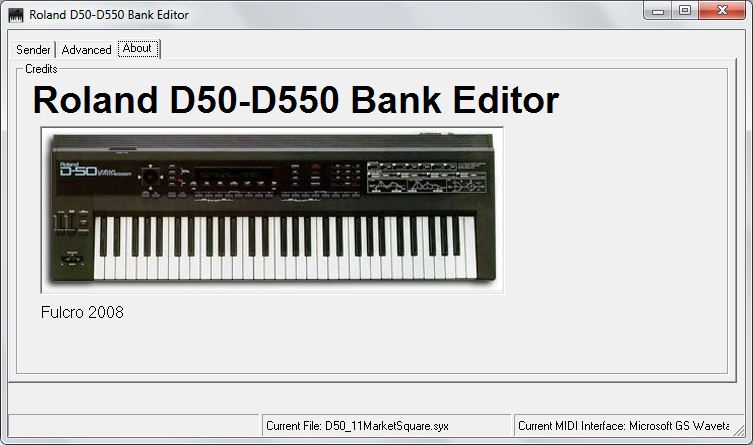 Roland D50-D550 Bank Editor
Sender
Advanced
About
Credits
Roland D50-D550 Bank Editor
Roland
D-50
Fulcro 2008
Current File: D50_11MarketSquare.syx
Current MIDI Interface: Microsoft GS Waveta